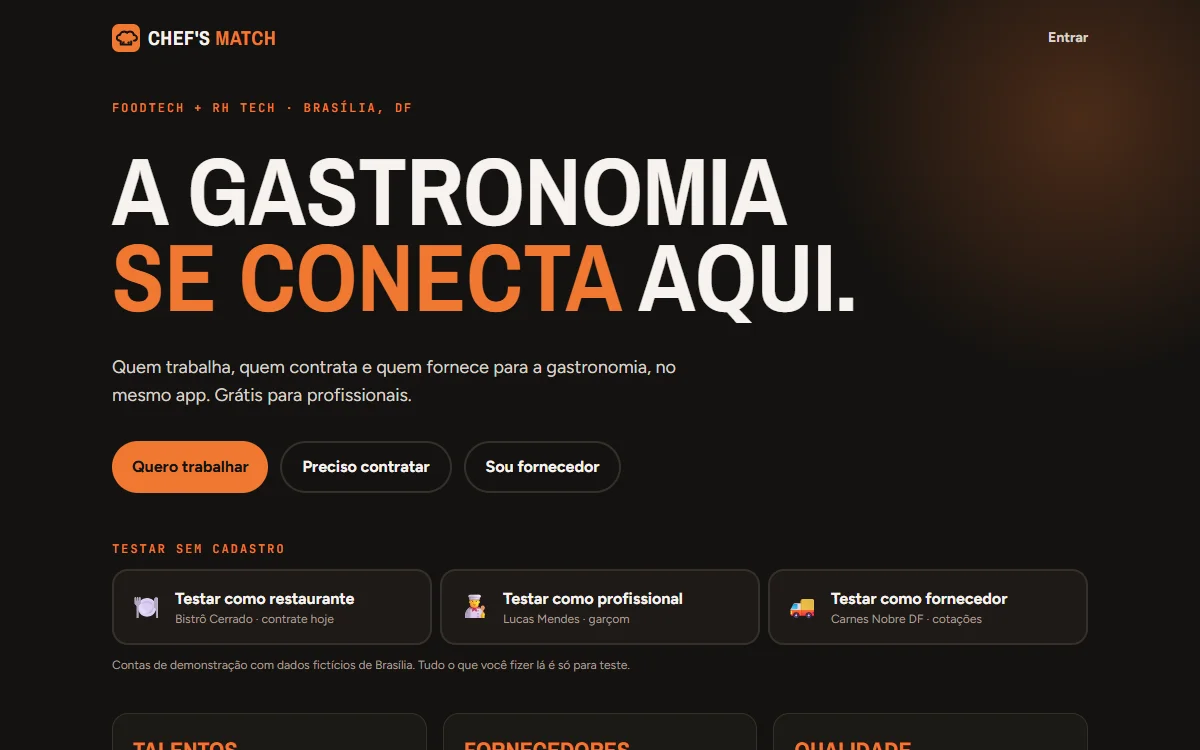 CHEF'S MATCH
Entrar
FOODTECH + RH TECH · BRASÍLIA, DF
A GASTRONOMIA
SE CONECTA AQUI.
Quem trabalha, quem contrata e quem fornece para a gastronomia, no
mesmo app. Grátis para profissionais.
Quero trabalhar
Preciso contratar
Sou fornecedor
TESTAR SEM CADASTRO
Testar como restaurante
Bistrô Cerrado · contrate hoje
Testar como profissional
Lucas Mendes · garçom
Testar como fornecedor
Carnes Nobre DF · cotações
Contas de demonstração com dados fictícios de Brasília. Tudo o que você fizer lá é só para teste.
TALENTOS
FORNECEDORES
QUALIDADE